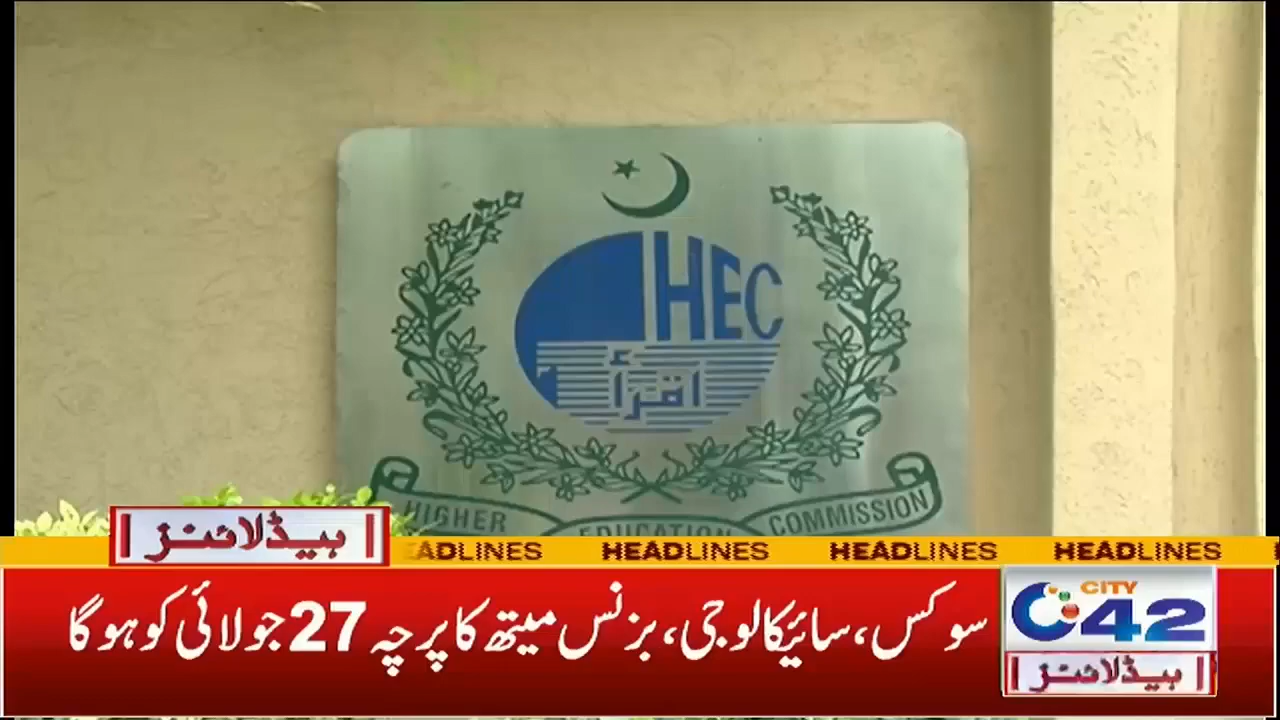 HEC
اقرأ
HIGHER EDUCATION COMMISSION
ہیڈلائنز
HEADLINES HEADLINES HEADLINES HEADLINES
سوکس، سائیکالوجی، بزنس میتھ کا پرچہ 27 جولائی کو ہوگا
CITY
42
ہیڈلائنز